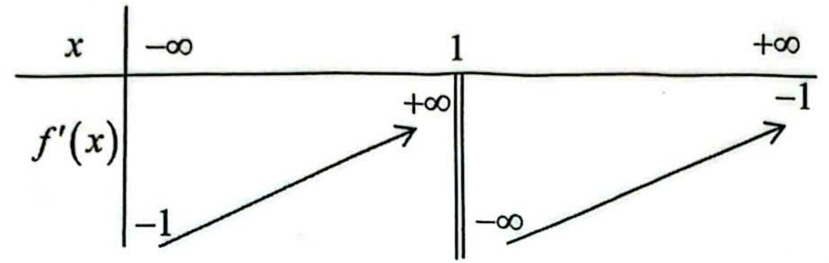 x −∞ 1 +∞
+∞ −1
f'(x)
−1 −∞